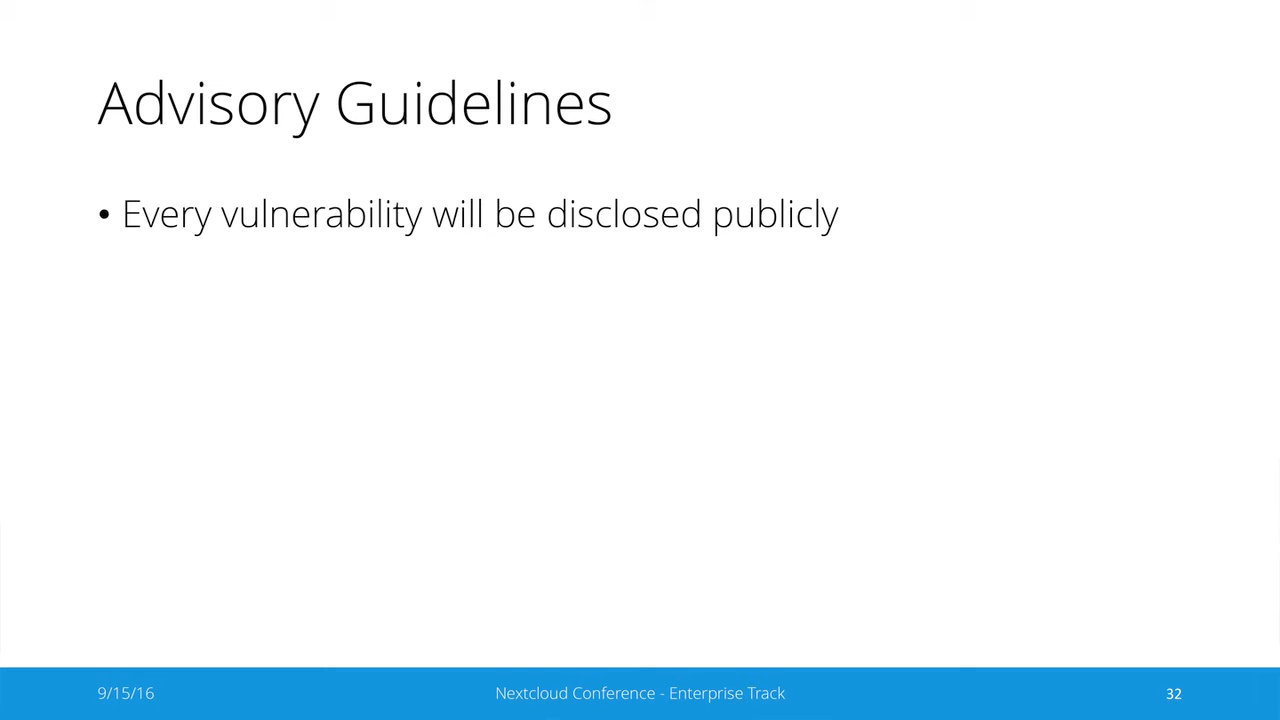 Advisory Guidelines
• Every vulnerability will be disclosed publicly
9/15/16
Nextcloud Conference - Enterprise Track
32